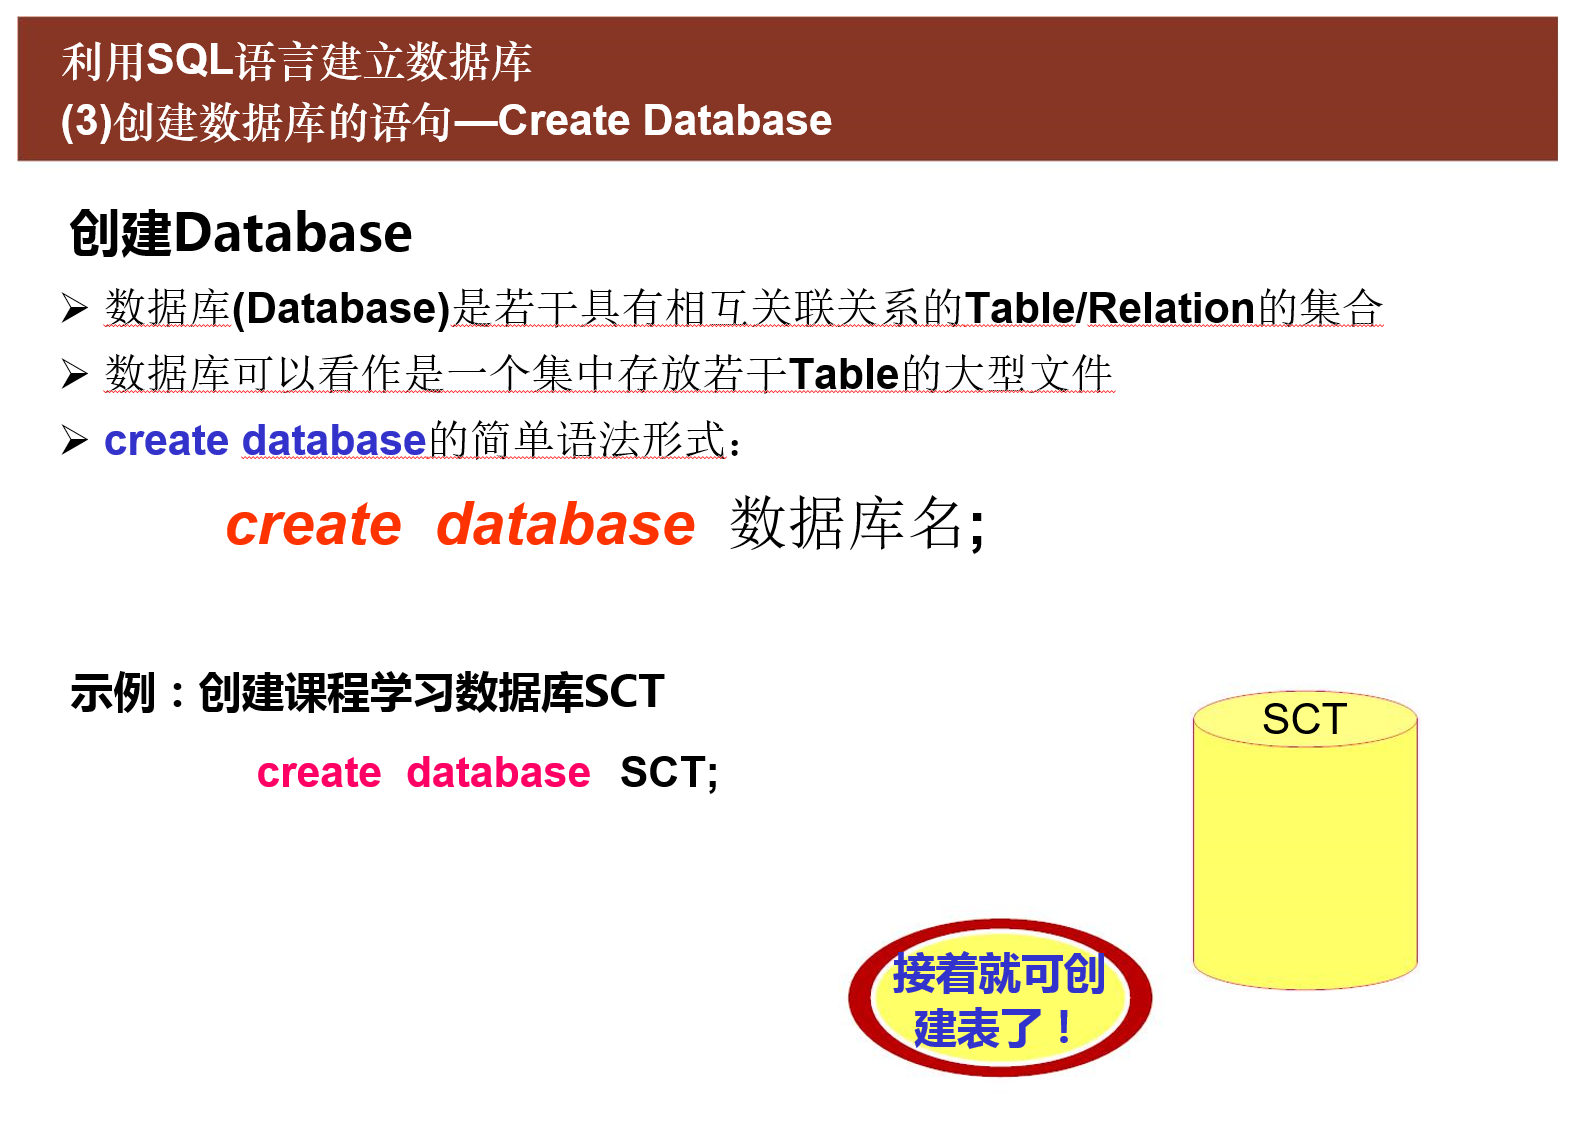 利用SQL语言建立数据库
(3)创建数据库的语句—Create Database
创建Database
数据库(Database)是若干具有相互关联关系的Table/Relation的集合
数据库可以看作是一个集中存放若干Table的大型文件
create database的简单语法形式：
create database 数据库名;
示例：创建课程学习数据库SCT
create database SCT;
SCT
接着就可创
建表了！